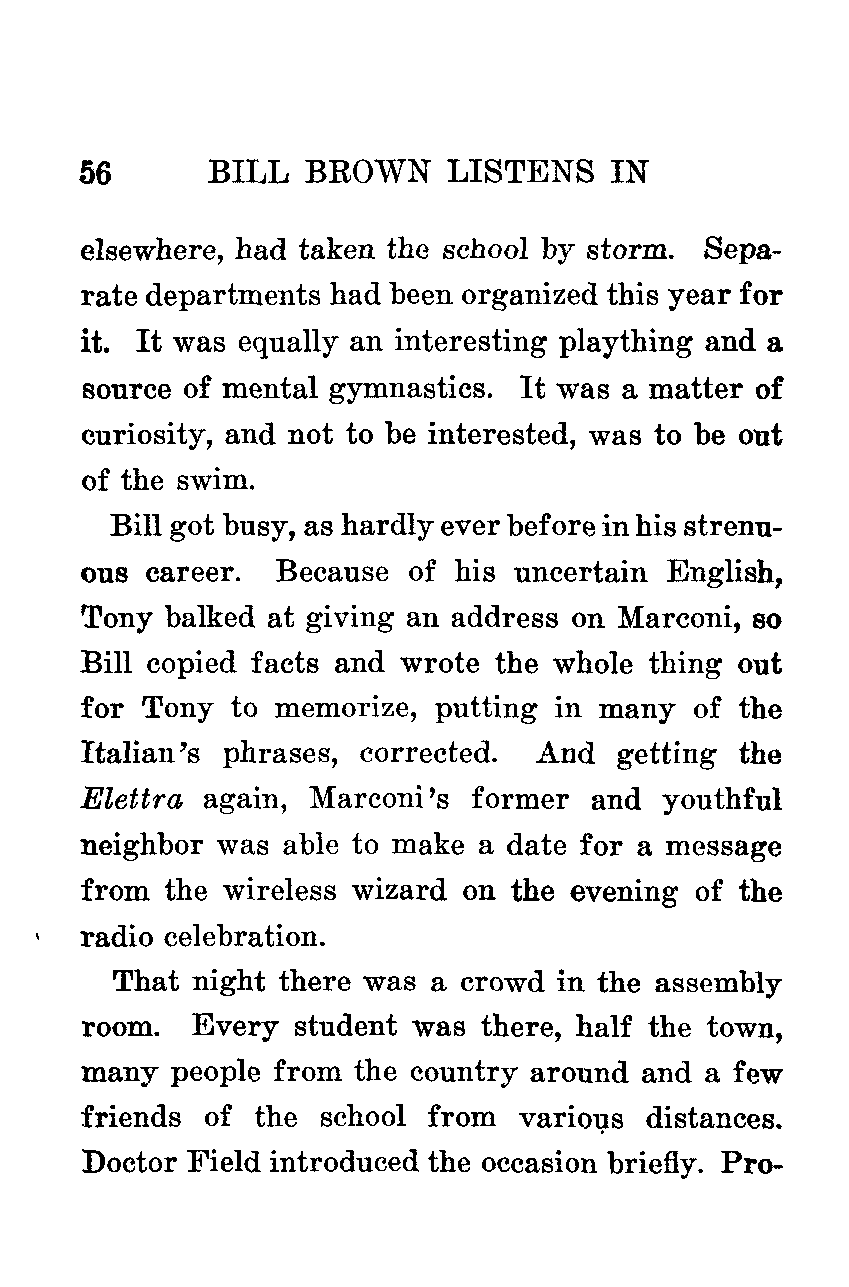 56 BILL BROWN LISTENS IN
elsewhere, had taken the school by storm. Sepa-
rate departments had been organized this year for
it. It was equally an interesting plaything and a
source of mental gymnastics. It was a matter of
curiosity, and not to be interested, was to be out
of the swim.
Bill got busy, as hardly ever before in his strenu-
ous career. Because of his uncertain English,
Tony balked at giving an address on Marconi, so
Bill copied facts and wrote the whole thing out
for Tony to memorize, putting in many of the
Italian's phrases, corrected. And getting the
Elettra again, Marconi's former and youthful
neighbor was able to make a date for a message
from the wireless wizard on the evening of the
radio celebration.
That night there was a crowd in the assembly
room. Every student was there, half the town,
many people from the country around and a few
friends of the school from various distances.
Doctor Field introduced the occasion briefly. Pro-